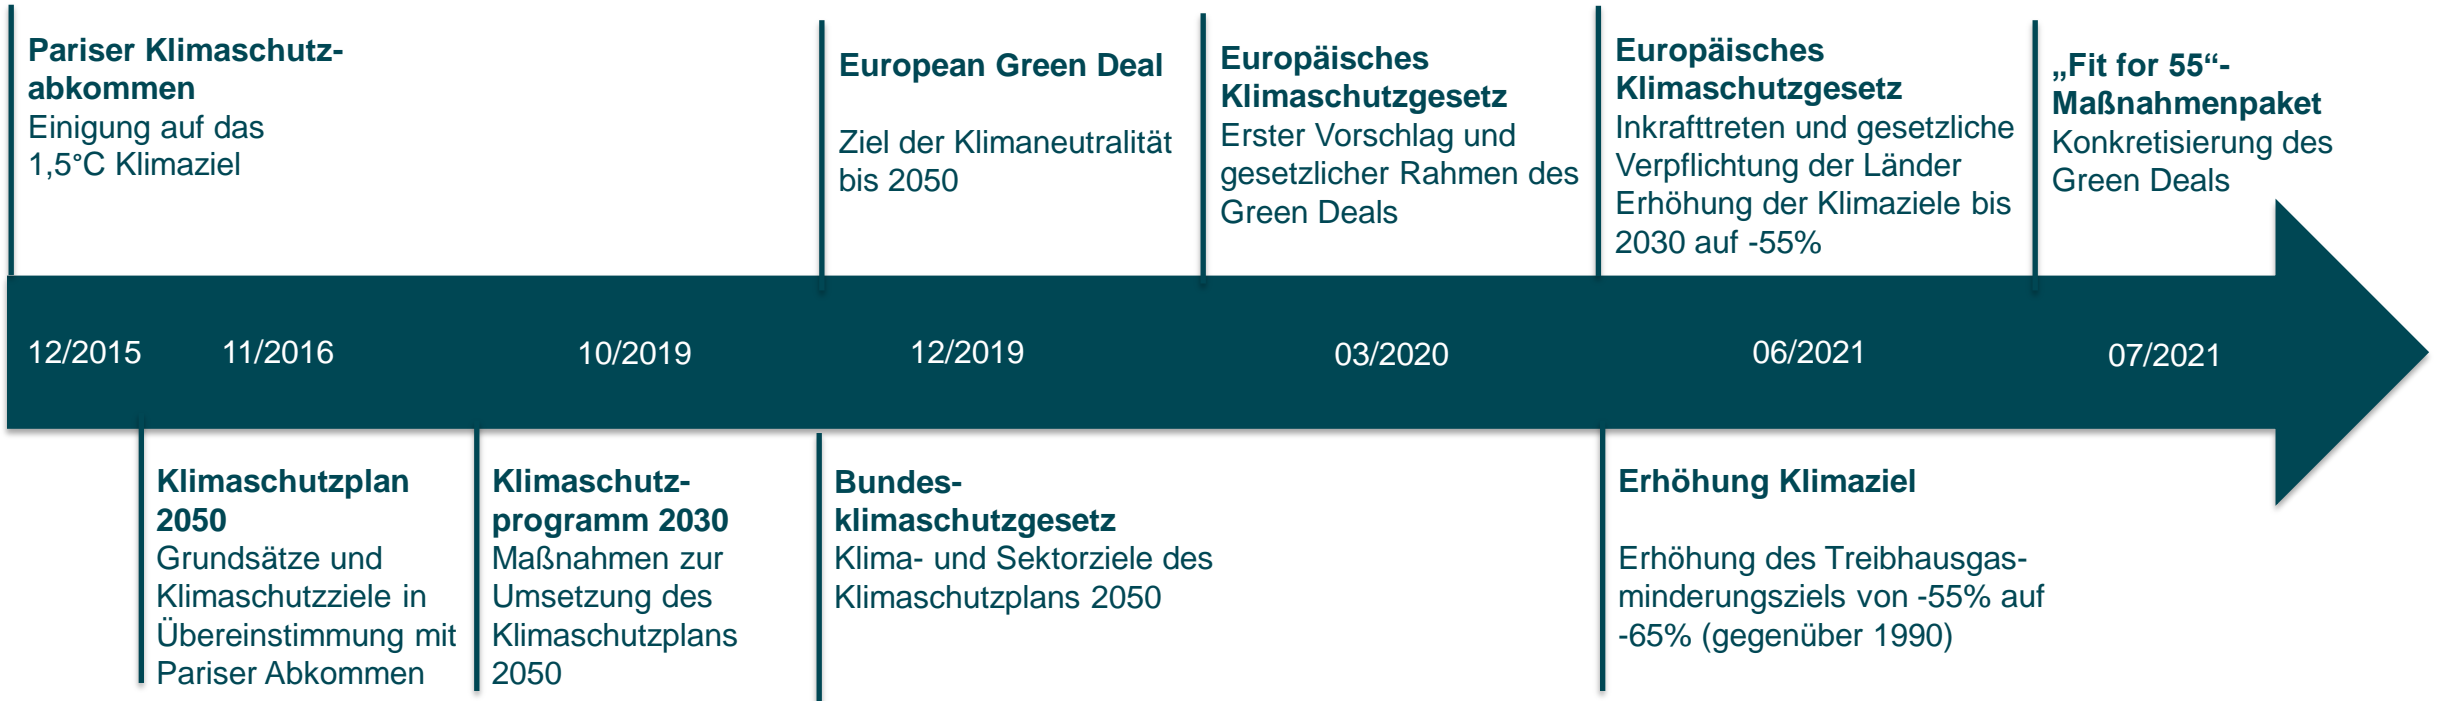 Pariser Klimaschutz-
abkommen
Einigung auf das
1,5°C Klimaziel
European Green Deal
Ziel der Klimaneutralität
bis 2050
Europäisches
Klimaschutzgesetz
Erster Vorschlag und
gesetzlicher Rahmen des
Green Deals
Europäisches
Klimaschutzgesetz
Inkrafttreten und gesetzliche
Verpflichtung der Länder
Erhöhung der Klimaziele bis
2030 auf -55%
„Fit for 55“-
Maßnahmenpaket
Konkretisierung des
Green Deals
12/2015 11/2016 10/2019 12/2019 03/2020 06/2021 07/2021
Klimaschutzplan
2050
Grundsätze und
Klimaschutzziele in
Übereinstimmung mit
Pariser Abkommen
Klimaschutz-
programm 2030
Maßnahmen zur
Umsetzung des
Klimaschutzplans
2050
Bundes-
klimaschutzgesetz
Klima- und Sektorziele des
Klimaschutzplans 2050
Erhöhung Klimaziel
Erhöhung des Treibhausgas-
minderungsziels von -55% auf
-65% (gegenüber 1990)